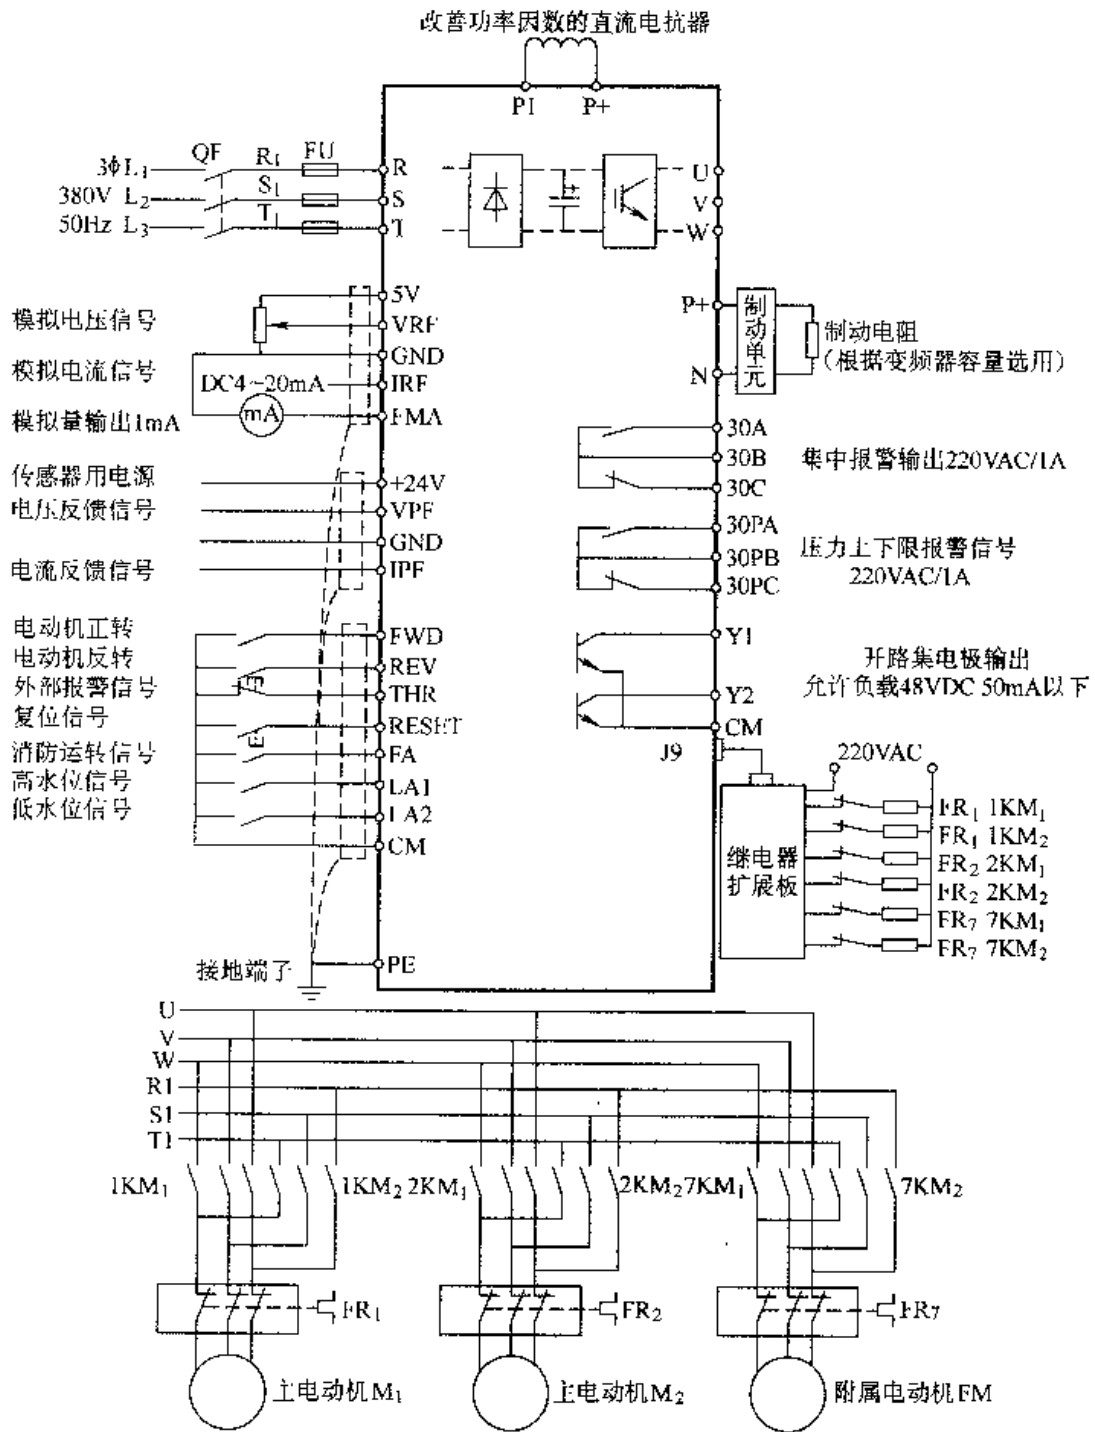 改善功率因数的直流电抗器
P1 P+
3ϕL₁ QF R₁ FU R
380V L₂ S₁ S
50Hz L₃ T₁ T
U
V
W
5V
模拟电压信号 VRF
GND
模拟电流信号 DC4~20mA IRF
模拟量输出1mA mA FMA
P+
N
制动单元
制动电阻
(根据变频器容量选用)
30A
30B
30C
集中报警输出220VAC/1A
传感器用电源 +24V
电压反馈信号 VPF
GND
电流反馈信号 IPF
30PA
30PB
30PC
压力上下限报警信号
220VAC/1A
电动机正转 FWD
电动机反转 REV
外部报警信号 THR
复位信号 RESET
消防运转信号 FA
高水位信号 LA1
低水位信号 LA2
CM
Y1
Y2
CM
开路集电极输出
允许负载48VDC 50mA以下
J9
220VAC
继电器
扩展板
FR₁ 1KM₁
FR₁ 1KM₂
FR₂ 2KM₁
FR₂ 2KM₂
FR₇ 7KM₁
FR₇ 7KM₂
接地端子 PE
U
V
W
R1
S1
T1
1KM₁ 1KM₂ 2KM₁ 2KM₂ 7KM₁ 7KM₂
FR₁ FR₂ FR₇
主电动机M₁ 主电动机M₂ 附属电动机FM